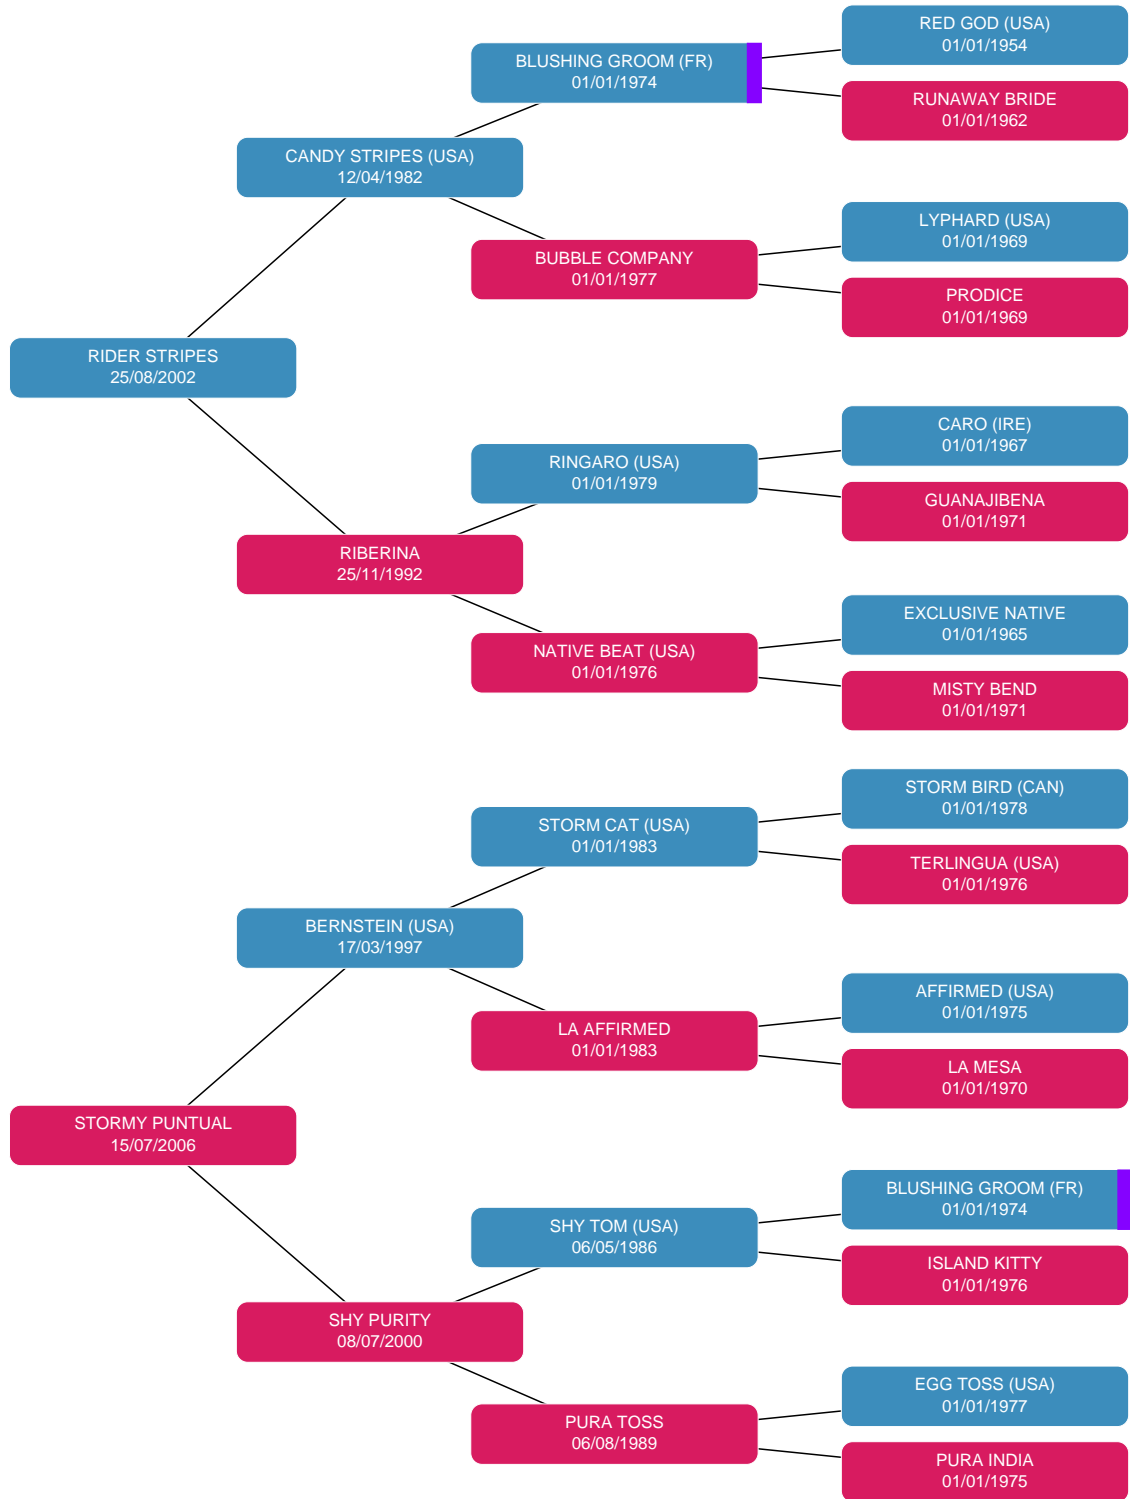 RED GOD (USA)
01/01/1954
BLUSHING GROOM (FR)
01/01/1974
RUNAWAY BRIDE
01/01/1962
CANDY STRIPES (USA)
12/04/1982
LYPHARD (USA)
01/01/1969
BUBBLE COMPANY
01/01/1977
PRODICE
01/01/1969
RIDER STRIPES
25/08/2002
CARO (IRE)
01/01/1967
RINGARO (USA)
01/01/1979
GUANAJIBENA
01/01/1971
RIBERINA
25/11/1992
EXCLUSIVE NATIVE
01/01/1965
NATIVE BEAT (USA)
01/01/1976
MISTY BEND
01/01/1971
STORM BIRD (CAN)
01/01/1978
STORM CAT (USA)
01/01/1983
TERLINGUA (USA)
01/01/1976
BERNSTEIN (USA)
17/03/1997
AFFIRMED (USA)
01/01/1975
LA AFFIRMED
01/01/1983
LA MESA
01/01/1970
STORMY PUNTUAL
15/07/2006
BLUSHING GROOM (FR)
01/01/1974
SHY TOM (USA)
06/05/1986
ISLAND KITTY
01/01/1976
SHY PURITY
08/07/2000
EGG TOSS (USA)
01/01/1977
PURA TOSS
06/08/1989
PURA INDIA
01/01/1975